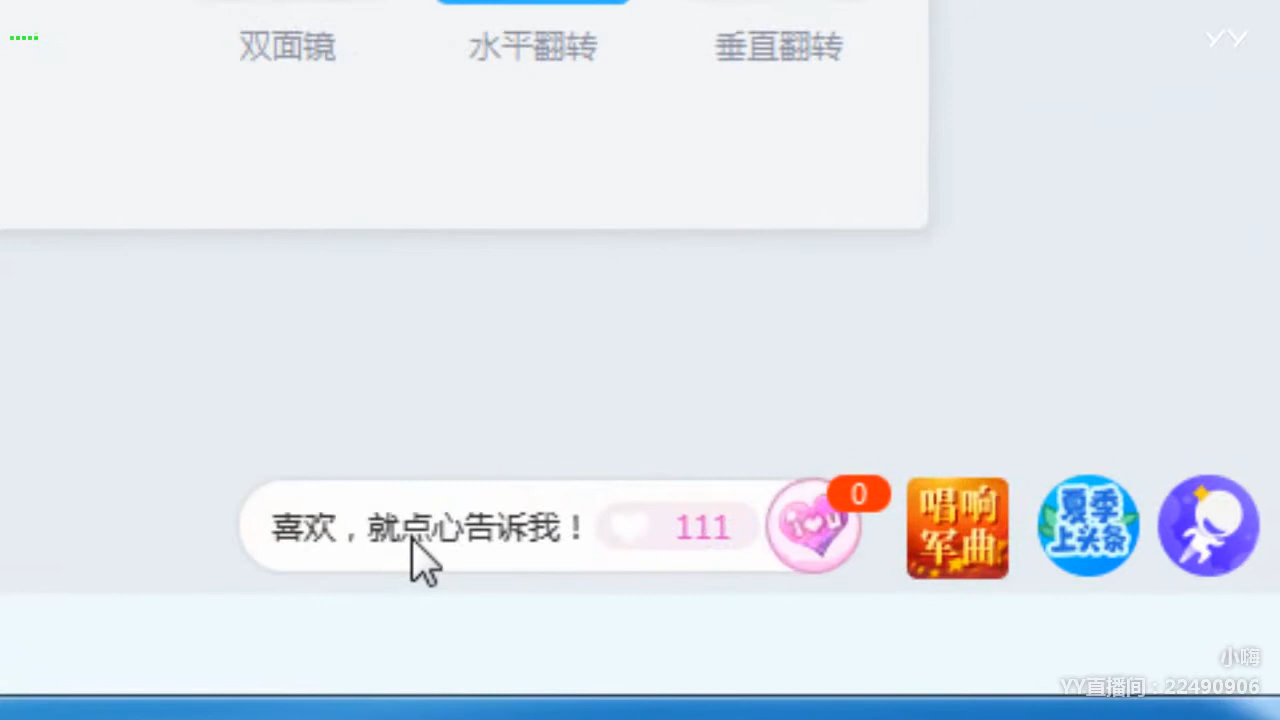 YY
双面镜 水平翻转 垂直翻转
喜欢，就点心告诉我！ 111
i U
0
唱响
军曲
夏季
上头条
小嗨
YY直播间：22490906